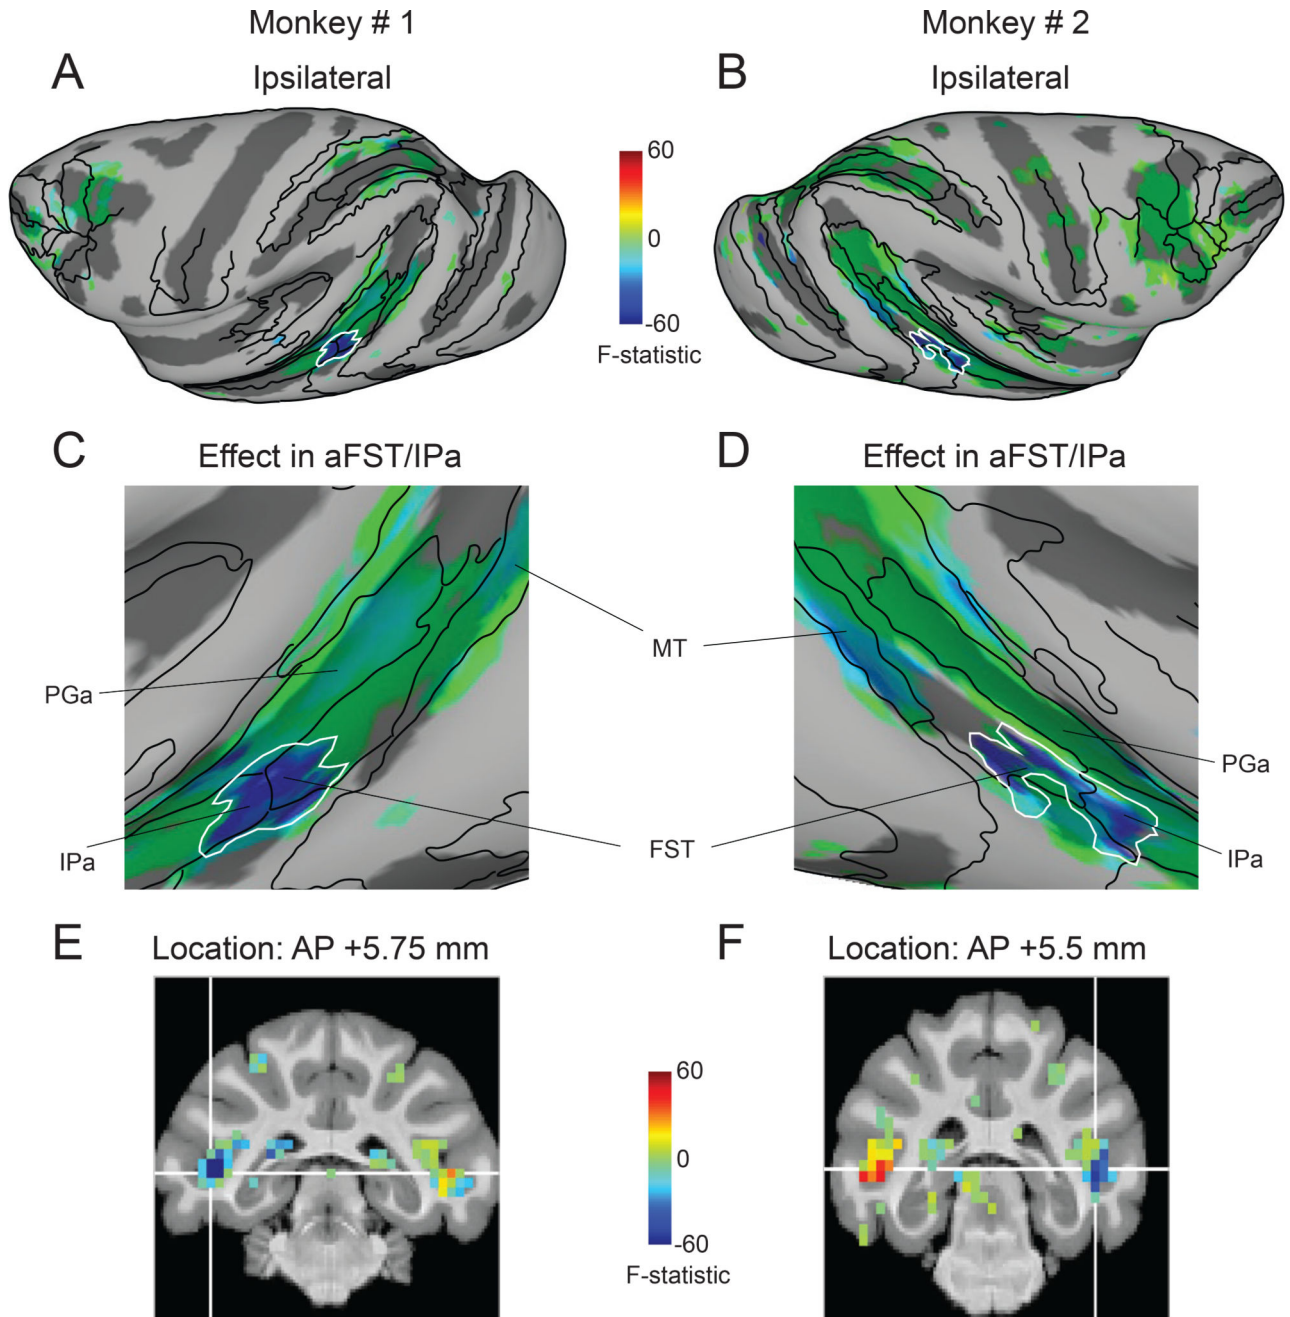 Monkey # 1
Monkey # 2
A
Ipsilateral
B
Ipsilateral
60
0
-60
F-statistic
C
Effect in aFST/IPa
D
Effect in aFST/IPa
MT
PGa
PGa
FST
IPa
IPa
E
Location: AP +5.75 mm
F
Location: AP +5.5 mm
60
0
-60
F-statistic